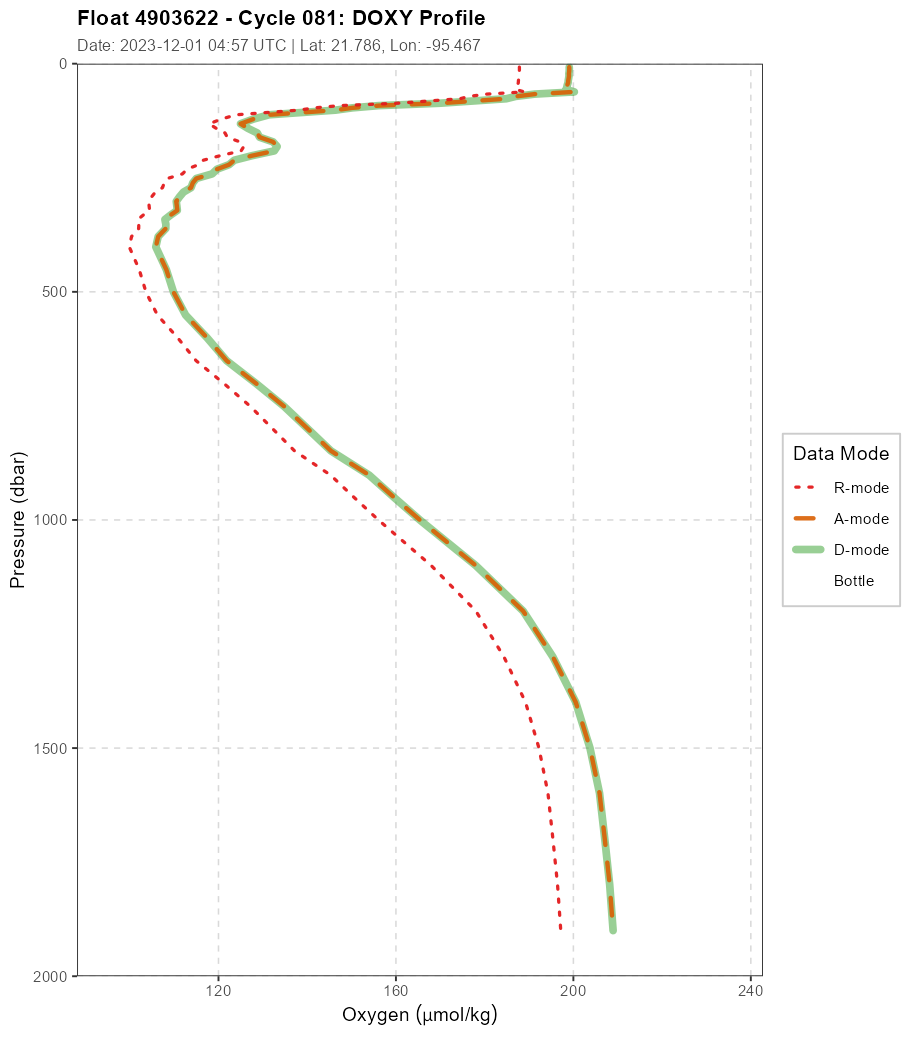 Float 4903622 - Cycle 081: DOXY Profile
Date: 2023-12-01 04:57 UTC | Lat: 21.786, Lon: -95.467
0
500
1000
1500
2000
Pressure (dbar)
120
160
200
240
Oxygen (μmol/kg)
Data Mode
R-mode
A-mode
D-mode
Bottle